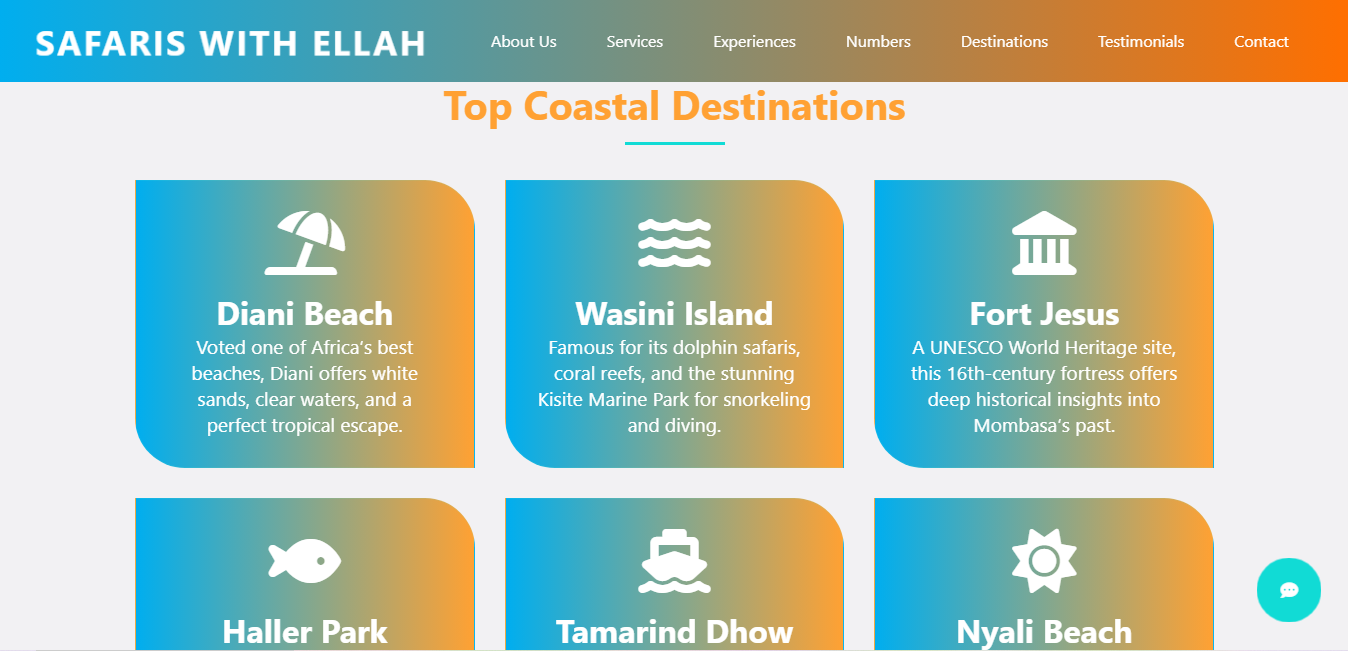 SAFARIS WITH ELLAH
About Us Services Experiences Numbers Destinations Testimonials Contact
Top Coastal Destinations
Diani Beach
Voted one of Africa’s best
beaches, Diani offers white
sands, clear waters, and a
perfect tropical escape.
Wasini Island
Famous for its dolphin safaris,
coral reefs, and the stunning
Kisite Marine Park for snorkeling
and diving.
Fort Jesus
A UNESCO World Heritage site,
this 16th-century fortress offers
deep historical insights into
Mombasa’s past.
Haller Park
Tamarind Dhow
Nyali Beach